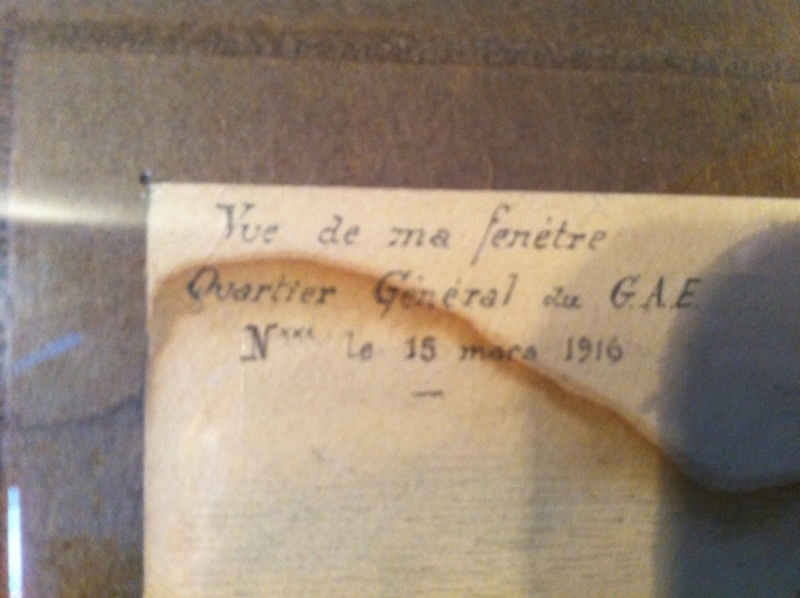 Vue de ma fenêtre
Quartier Général du G.A.E.
Nˣˣˣ le 15 mars 1916